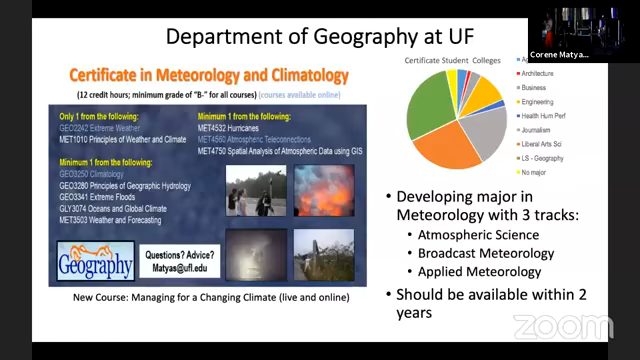 Department of Geography at UF
Corene Matya...
Certificate in Meteorology and Climatology
(12 credit hours; minimum grade of "B-" for all courses) (courses available online)
Only 1 from the following:
GEO2242 Extreme Weather
MET1010 Principles of Weather and Climate
Minimum 1 from the following:
GEO3250 Climatology
GEO3280 Principles of Geographic Hydrology
GEO3341 Extreme Floods
GLY3074 Oceans and Global Climate
MET3503 Weather and Forecasting
Minimum 1 from the following:
MET4532 Hurricanes
MET4560 Atmospheric Teleconnections
MET4750 Spatial Analysis of Atmospheric Data using GIS
Geography
Questions? Advice?
Matyas@ufl.edu
New Course: Managing for a Changing Climate (live and online)
Certificate Student Colleges
Architecture
Business
Engineering
Health Hum Perf
Journalism
Liberal Arts Sci
LS - Geography
No major
• Developing major in
Meteorology with 3 tracks:
• Atmospheric Science
• Broadcast Meteorology
• Applied Meteorology
• Should be available within 2
years
zoom